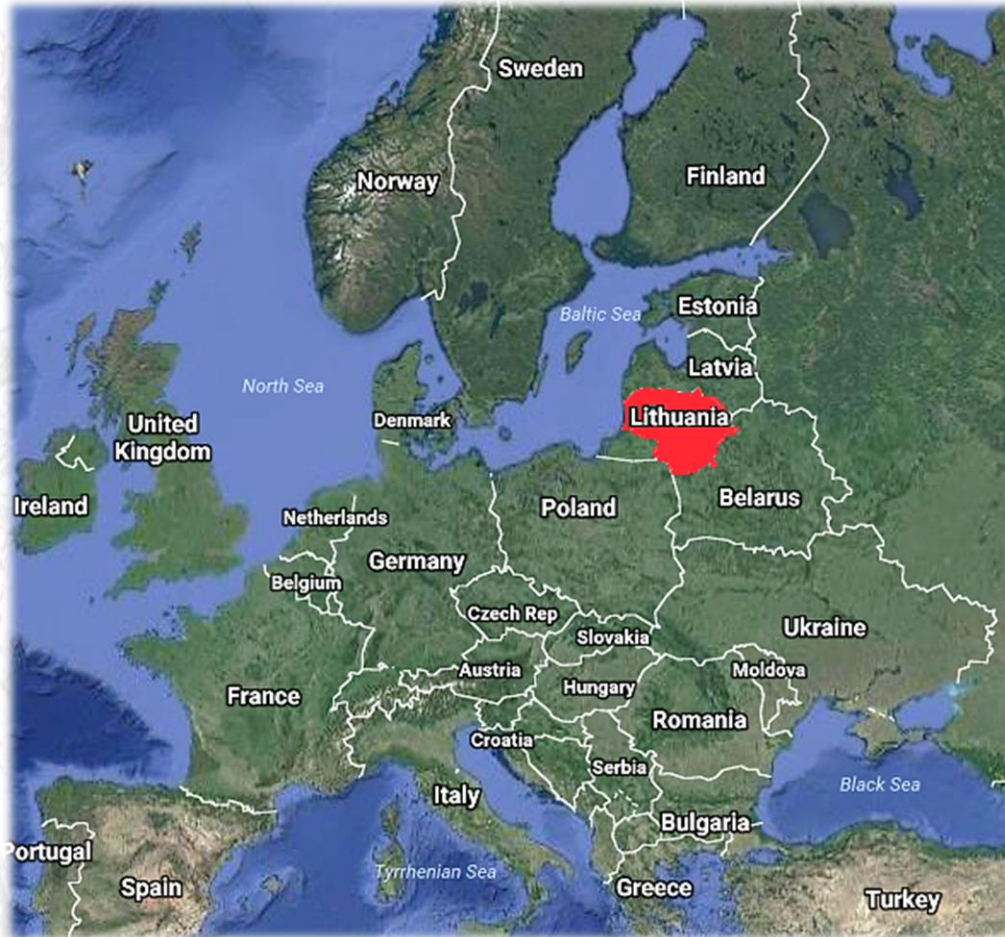 Sweden
Norway
Finland
Baltic Sea
Estonia
North Sea
Latvia
Denmark
Lithuania
United
Kingdom
Ireland
Netherlands
Poland
Belarus
Germany
Belgium
Czech Rep
Slovakia
Ukraine
Austria
Moldova
France
Hungary
Romania
Croatia
Serbia
Italy
Black Sea
Bulgaria
Portugal
Tyrrhenian Sea
Spain
Greece
Turkey